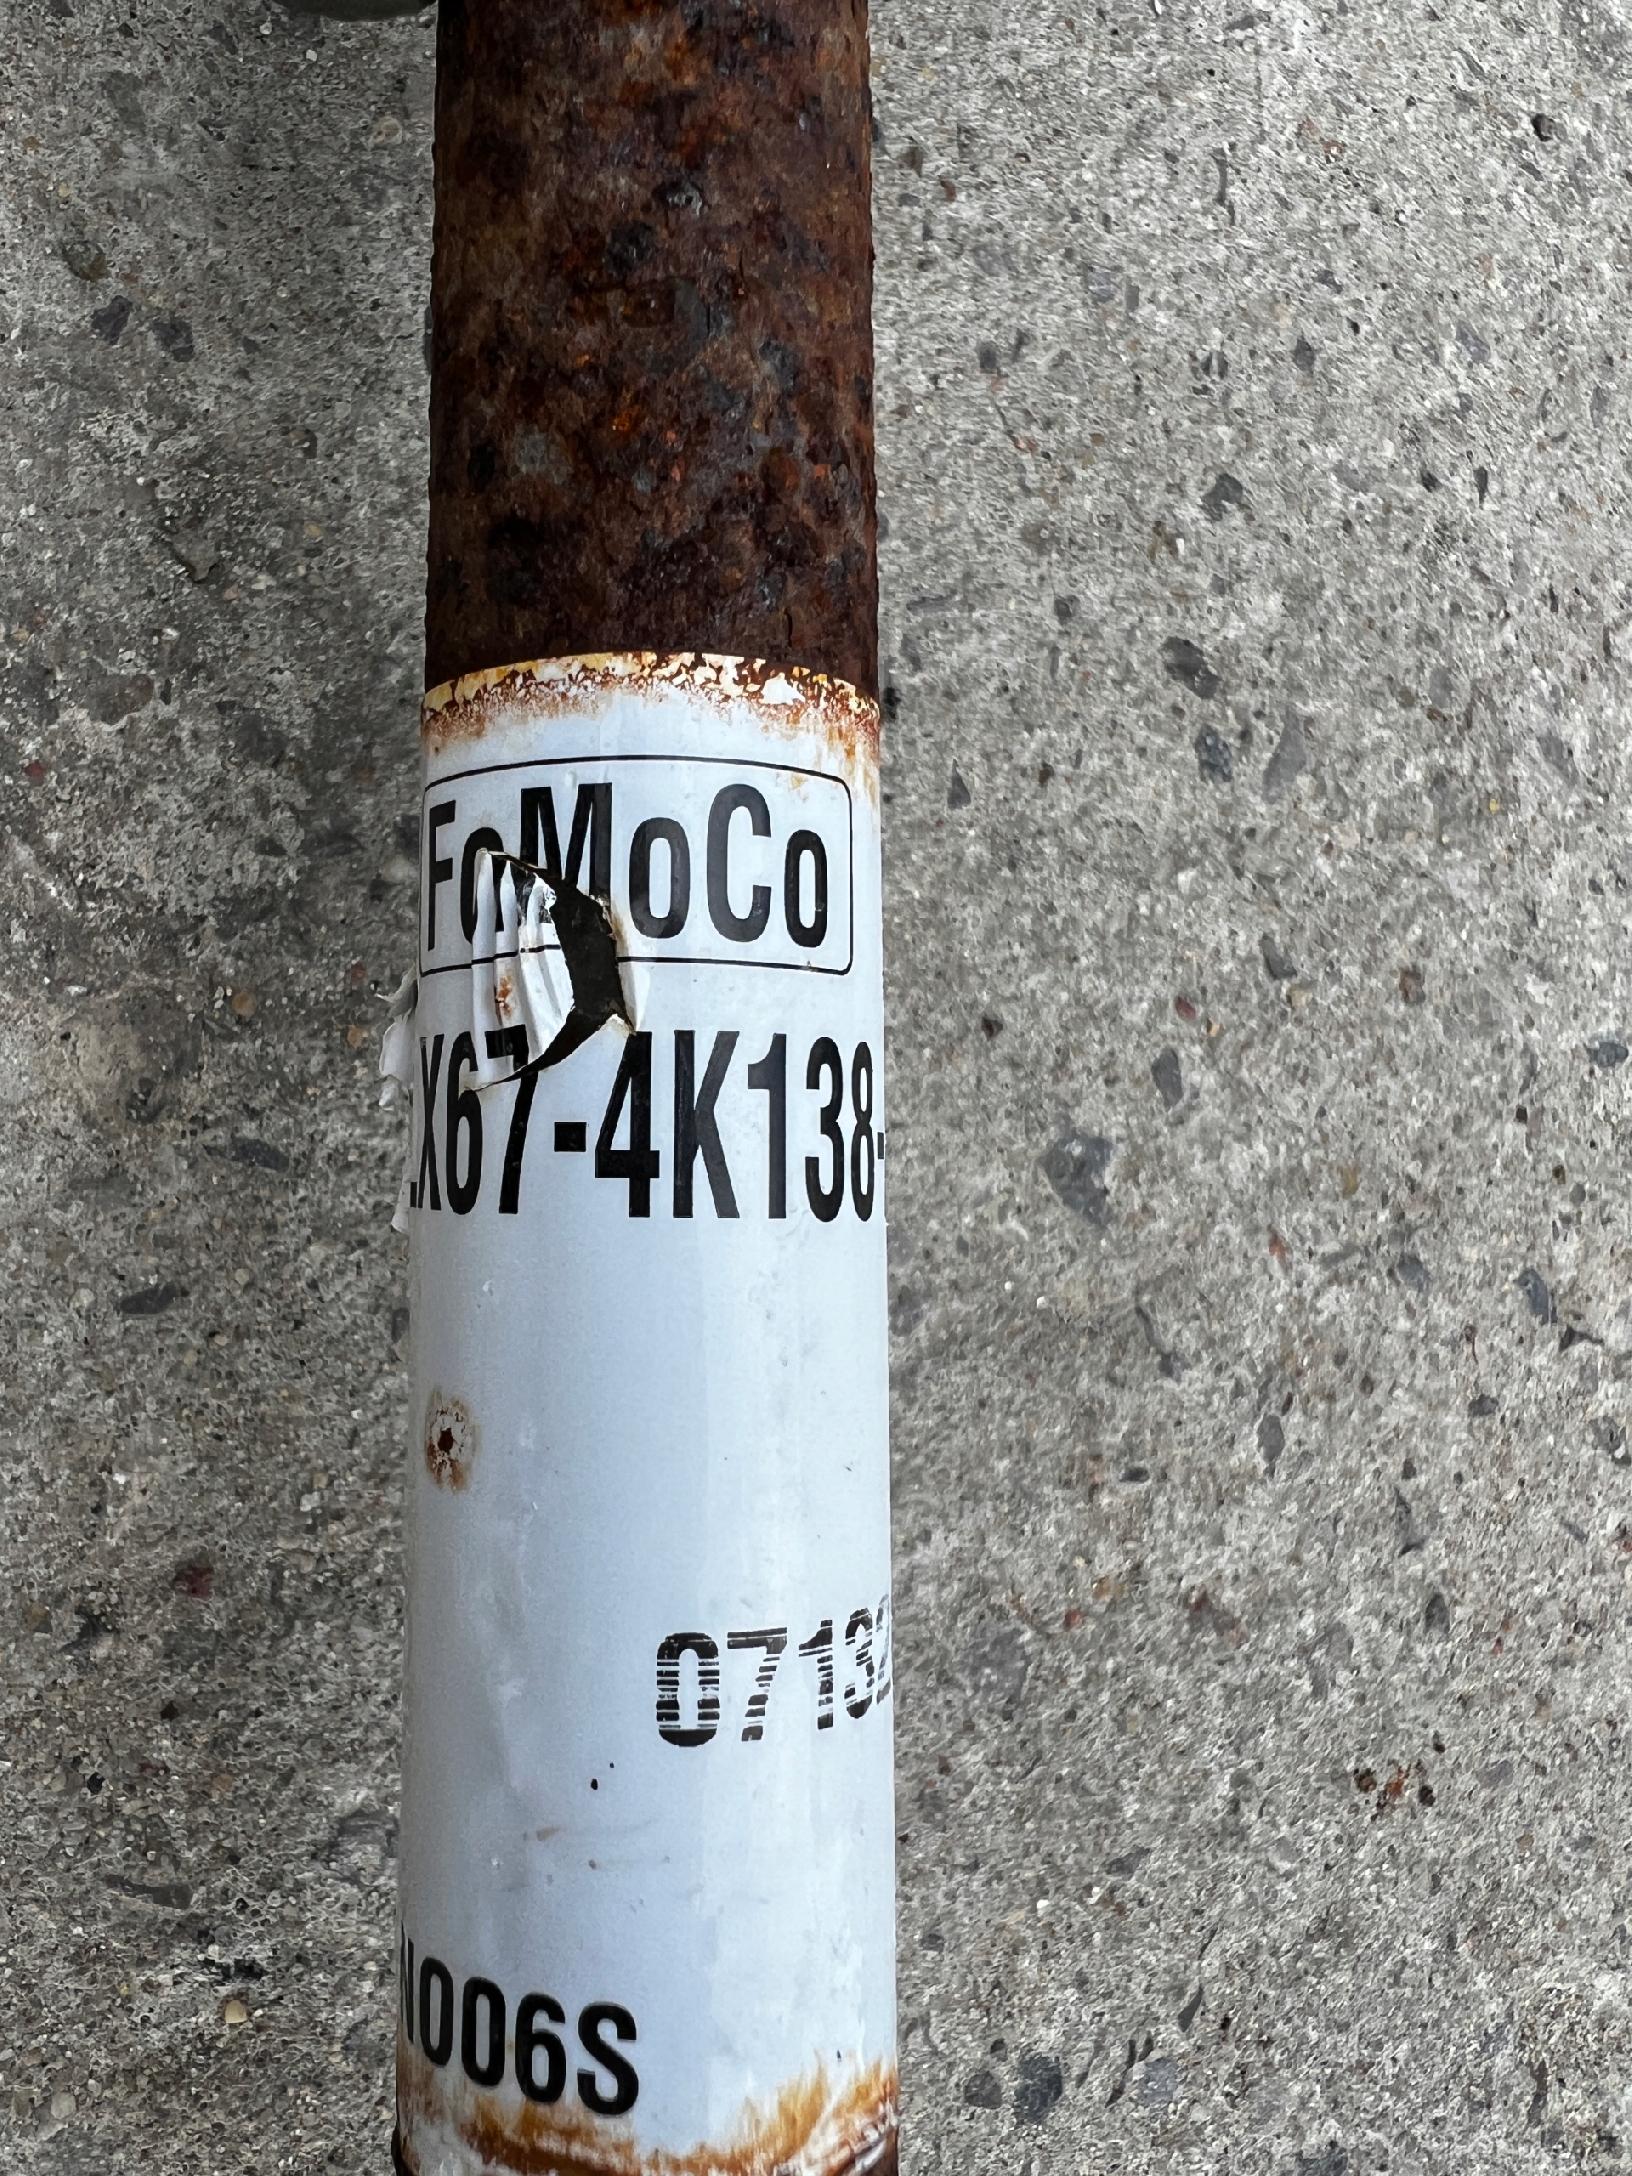 FoMoCo
X67-4K138-
0713
N006S